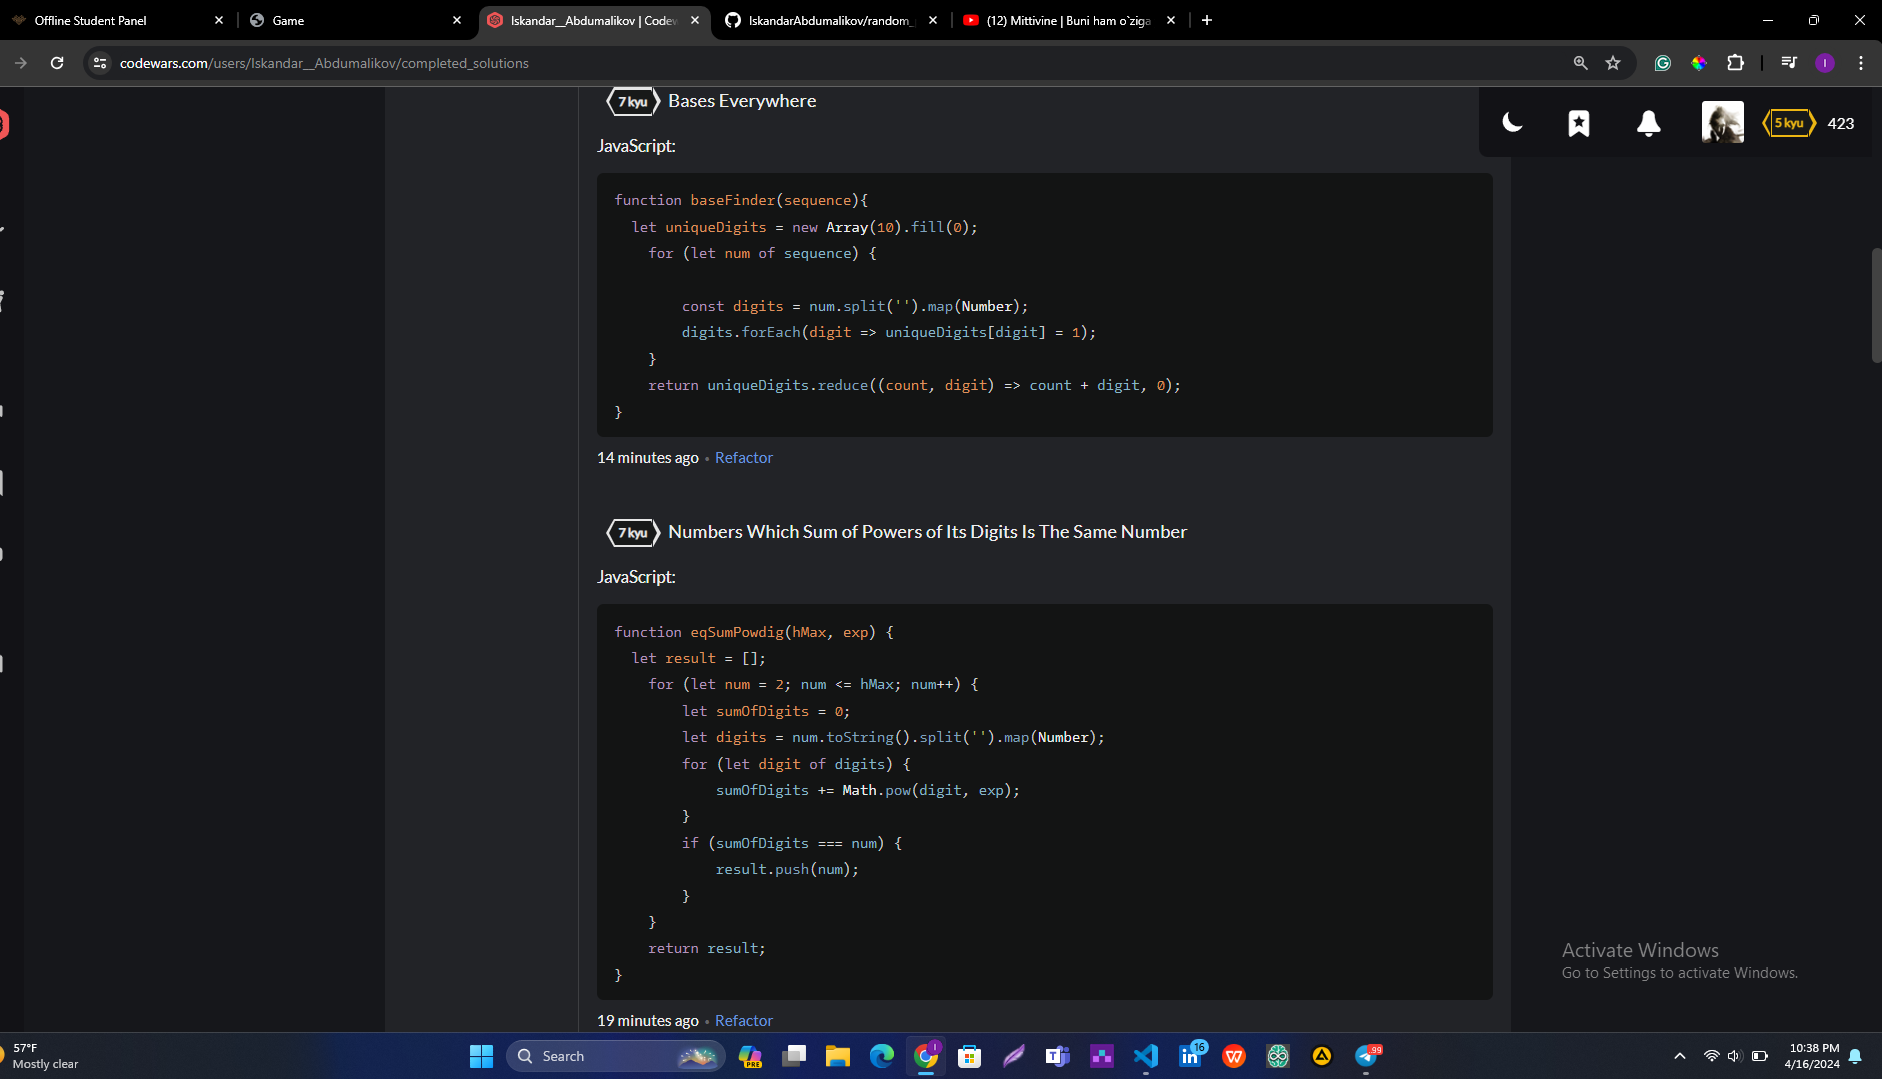 Offline Student Panel
Game
Iskandar__Abdumalikov | Codew
IskandarAbdumalikov/random_
(12) Mittivine | Buni ham o`ziga
codewars.com/users/Iskandar__Abdumalikov/completed_solutions
I
7 kyu Bases Everywhere
5 kyu 423
JavaScript:
function baseFinder(sequence){
  let uniqueDigits = new Array(10).fill(0);
    for (let num of sequence) {
        const digits = num.split('').map(Number);
        digits.forEach(digit => uniqueDigits[digit] = 1);
    }
    return uniqueDigits.reduce((count, digit) => count + digit, 0);
}
14 minutes ago • Refactor
7 kyu Numbers Which Sum of Powers of Its Digits Is The Same Number
JavaScript:
function eqSumPowdig(hMax, exp) {
  let result = [];
    for (let num = 2; num <= hMax; num++) {
        let sumOfDigits = 0;
        let digits = num.toString().split('').map(Number);
        for (let digit of digits) {
            sumOfDigits += Math.pow(digit, exp);
        }
        if (sumOfDigits === num) {
            result.push(num);
        }
    }
    return result;
}
19 minutes ago • Refactor
Activate Windows
Go to Settings to activate Windows.
57°F
Mostly clear
Search
PRE
16
99
10:38 PM
4/16/2024